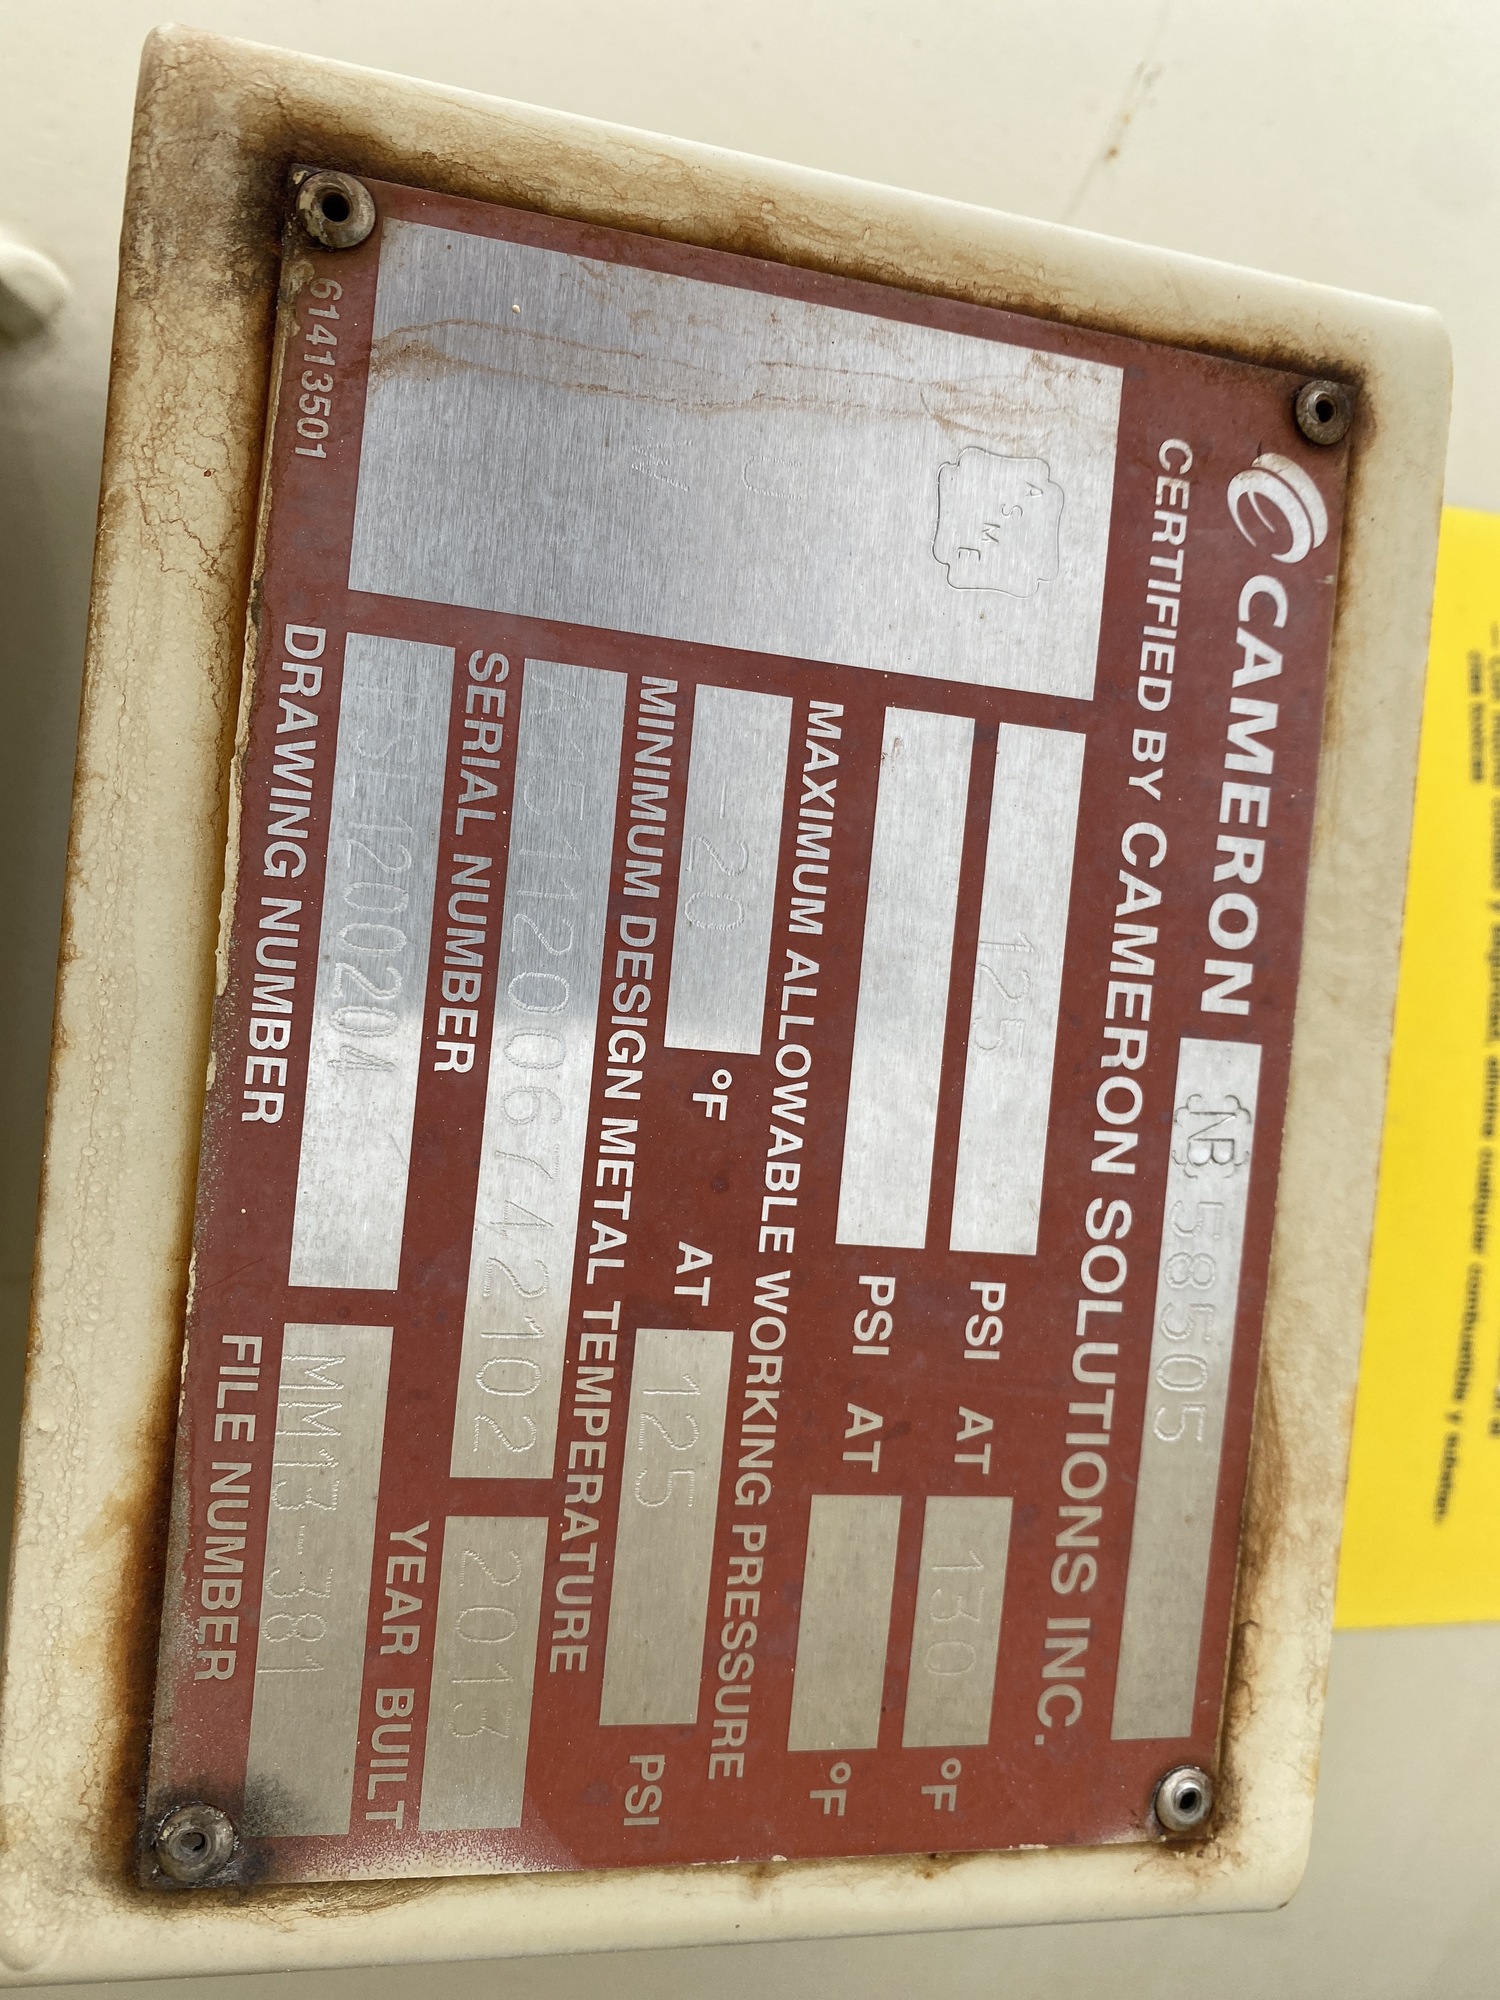 CAMERON NB 58505
CERTIFIED BY CAMERON SOLUTIONS INC.
ASME
125 PSI AT 130 °F
PSI AT °F
U
MAXIMUM ALLOWABLE WORKING PRESSURE
W
-20 °F AT 125 PSI
MINIMUM DESIGN METAL TEMPERATURE
AA5112006742102 2013
SERIAL NUMBER YEAR BUILT
MM13-381
DRAWING NUMBER FILE NUMBER
61413501